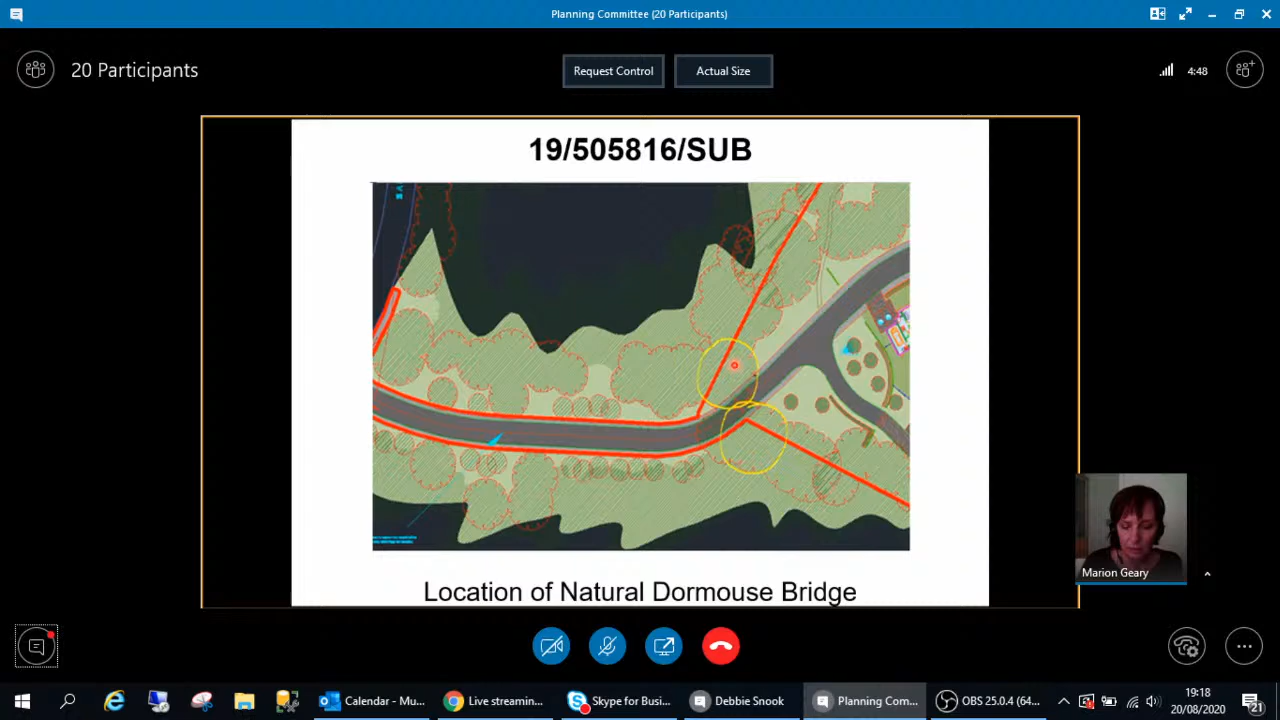 Planning Committee (20 Participants)
20 Participants
Request Control
Actual Size
4:48
19/505816/SUB
Location of Natural Dormouse Bridge
Marion Geary
Calendar - Mu...
Live streamin...
Skype for Busi...
Debbie Snook
Planning Com...
OBS 25.0.4 (64...
19:18
20/08/2020
21